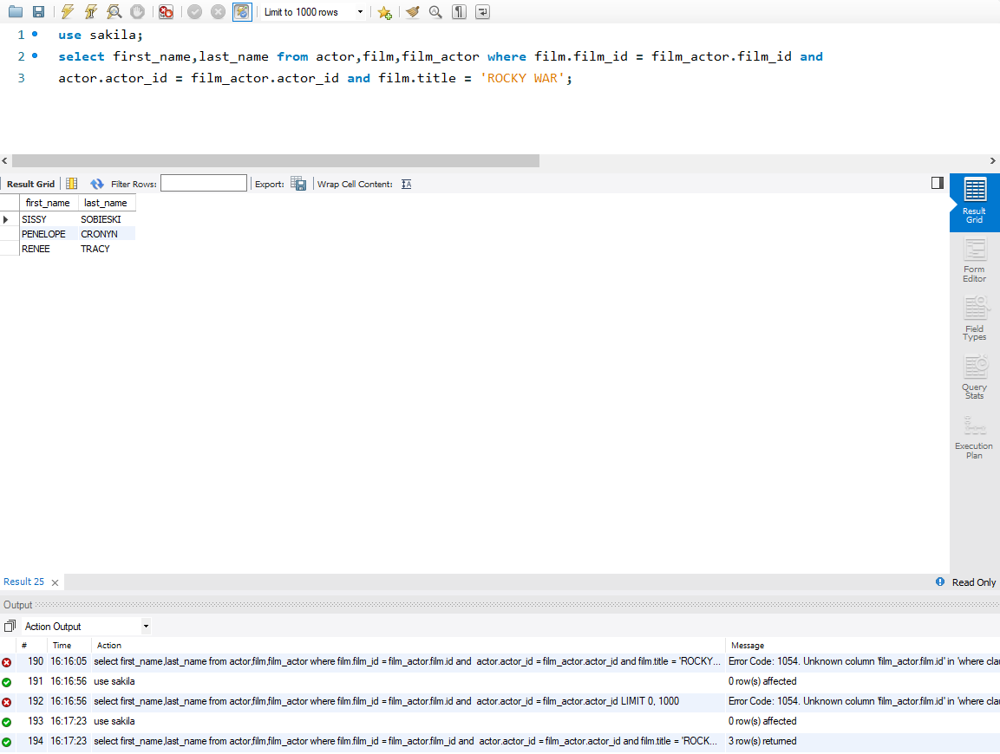 Limit to 1000 rows
1 use sakila;
2 select first_name,last_name from actor,film,film_actor where film.film_id = film_actor.film_id and
3 actor.actor_id = film_actor.actor_id and film.title = 'ROCKY WAR';
Result Grid Filter Rows: Export: Wrap Cell Content:
first_name last_name
SISSY SOBIESKI
PENELOPE CRONYN
RENEE TRACY
Result
Grid
Form
Editor
Field
Types
Query
Stats
Execution
Plan
Result 25 Read Only
Output
Action Output
# Time Action Message
190 16:16:05 select first_name,last_name from actor,film,film_actor where film.film_id = film_actor.film.id and actor.actor_id = film_actor.actor_id and film.title = 'ROCKY... Error Code: 1054. Unknown column 'film_actor.film.id' in 'where clau
191 16:16:56 use sakila 0 row(s) affected
192 16:16:56 select first_name,last_name from actor,film,film_actor where film.film_id = film_actor.film.id and actor.actor_id = film_actor.actor_id LIMIT 0, 1000 Error Code: 1054. Unknown column 'film_actor.film.id' in 'where clau
193 16:17:23 use sakila 0 row(s) affected
194 16:17:23 select first_name,last_name from actor,film,film_actor where film.film_id = film_actor.film_id and actor.actor_id = film_actor.actor_id and film.title = 'ROCK... 3 row(s) returned